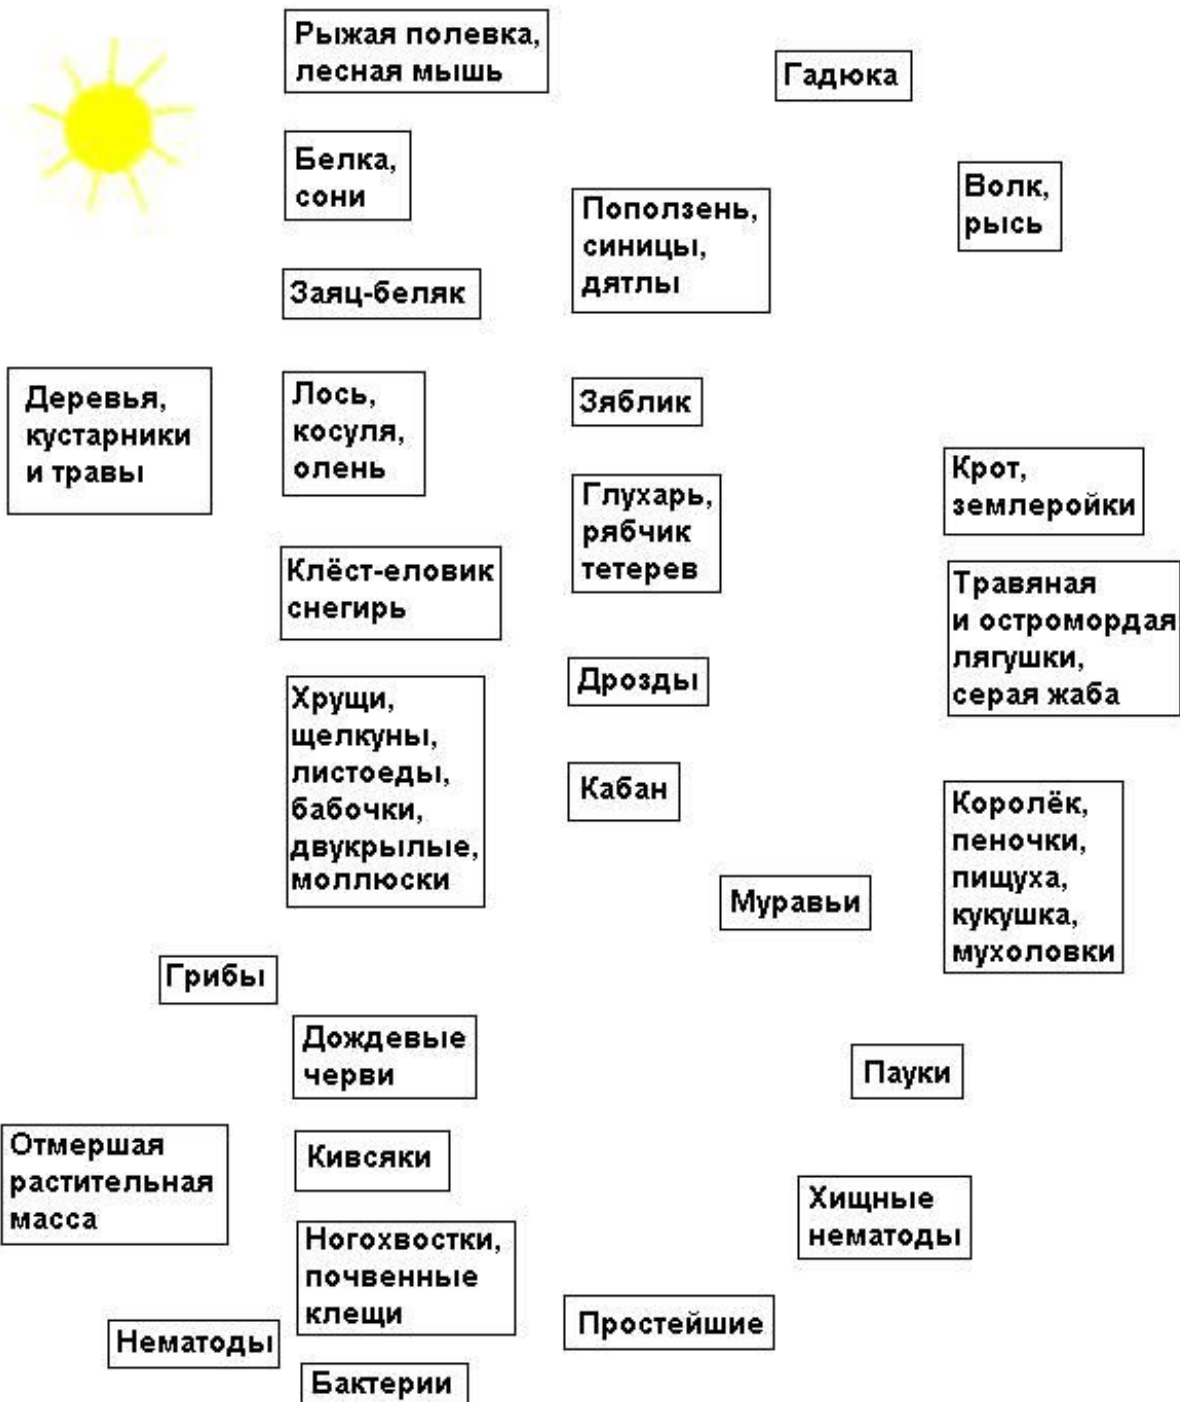 Рыжая полевка,
лесная мышь
Гадюка
Белка,
сони
Волк,
рысь
Поползень,
синицы,
дятлы
Заяц-беляк
Деревья,
кустарники
и травы
Лось,
косуля,
олень
Зяблик
Крот,
землеройки
Глухарь,
рябчик
тетерев
Клёст-еловик
снегирь
Травяная
и остромордая
лягушки,
серая жаба
Дрозды
Хрущи,
щелкуны,
листоеды,
бабочки,
двукрылые,
моллюски
Кабан
Королёк,
пеночки,
пищуха,
кукушка,
мухоловки
Муравьи
Грибы
Дождевые
черви
Пауки
Отмершая
растительная
масса
Кивсяки
Хищные
нематоды
Ногохвостки,
почвенные
клещи
Простейшие
Нематоды
Бактерии